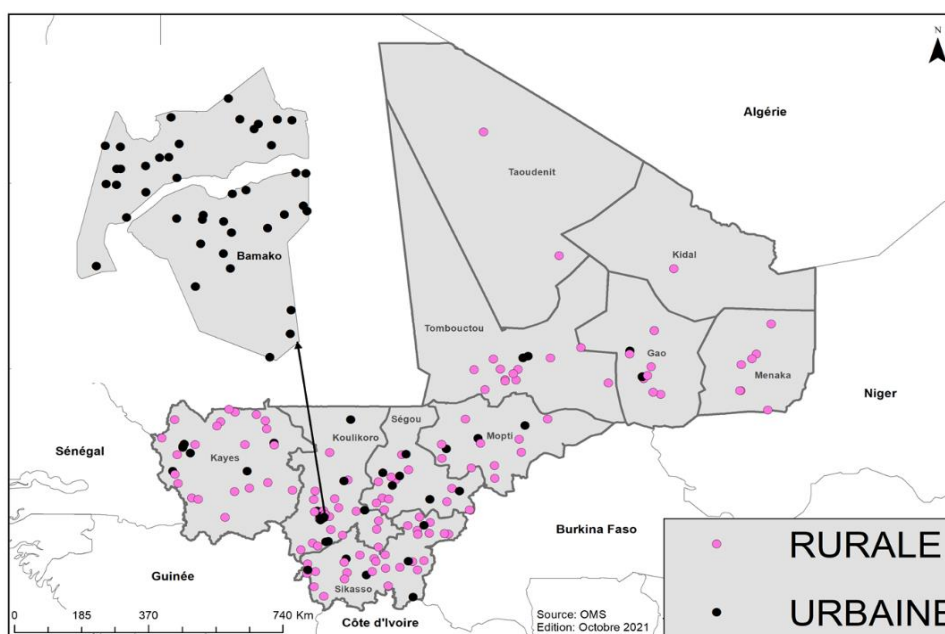 N
Algérie
Taoudenit
Kidal
Bamako
Tombouctou
Gao
Menaka
Niger
Ségou
Koulikoro
Mopti
Sénégal
Kayes
Burkina Faso
RURALE
Guinée
Sikasso
0 185 370 740 Km
Source: OMS
Edition: Octobre 2021
URBAINE
Côte d'Ivoire